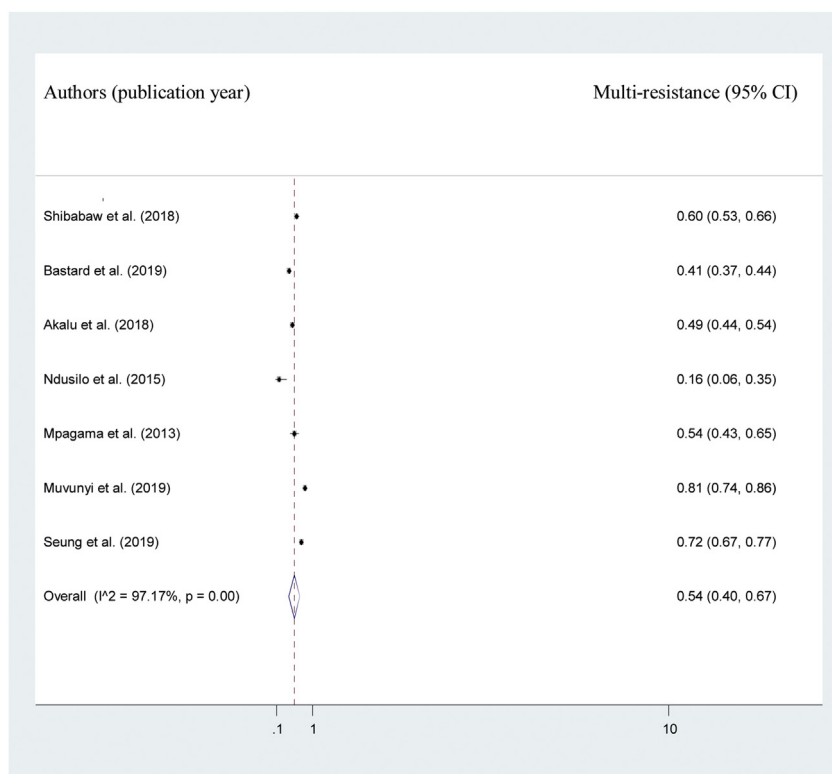 Authors (publication year) Multi-resistance (95% CI)
Shibabaw et al. (2018) 0.60 (0.53, 0.66)
Bastard et al. (2019) 0.41 (0.37, 0.44)
Akalu et al. (2018) 0.49 (0.44, 0.54)
Ndusilo et al. (2015) 0.16 (0.06, 0.35)
Mpagama et al. (2013) 0.54 (0.43, 0.65)
Muvunyi et al. (2019) 0.81 (0.74, 0.86)
Seung et al. (2019) 0.72 (0.67, 0.77)
Overall (I^2 = 97.17%, p = 0.00) 0.54 (0.40, 0.67)
.1 1 10